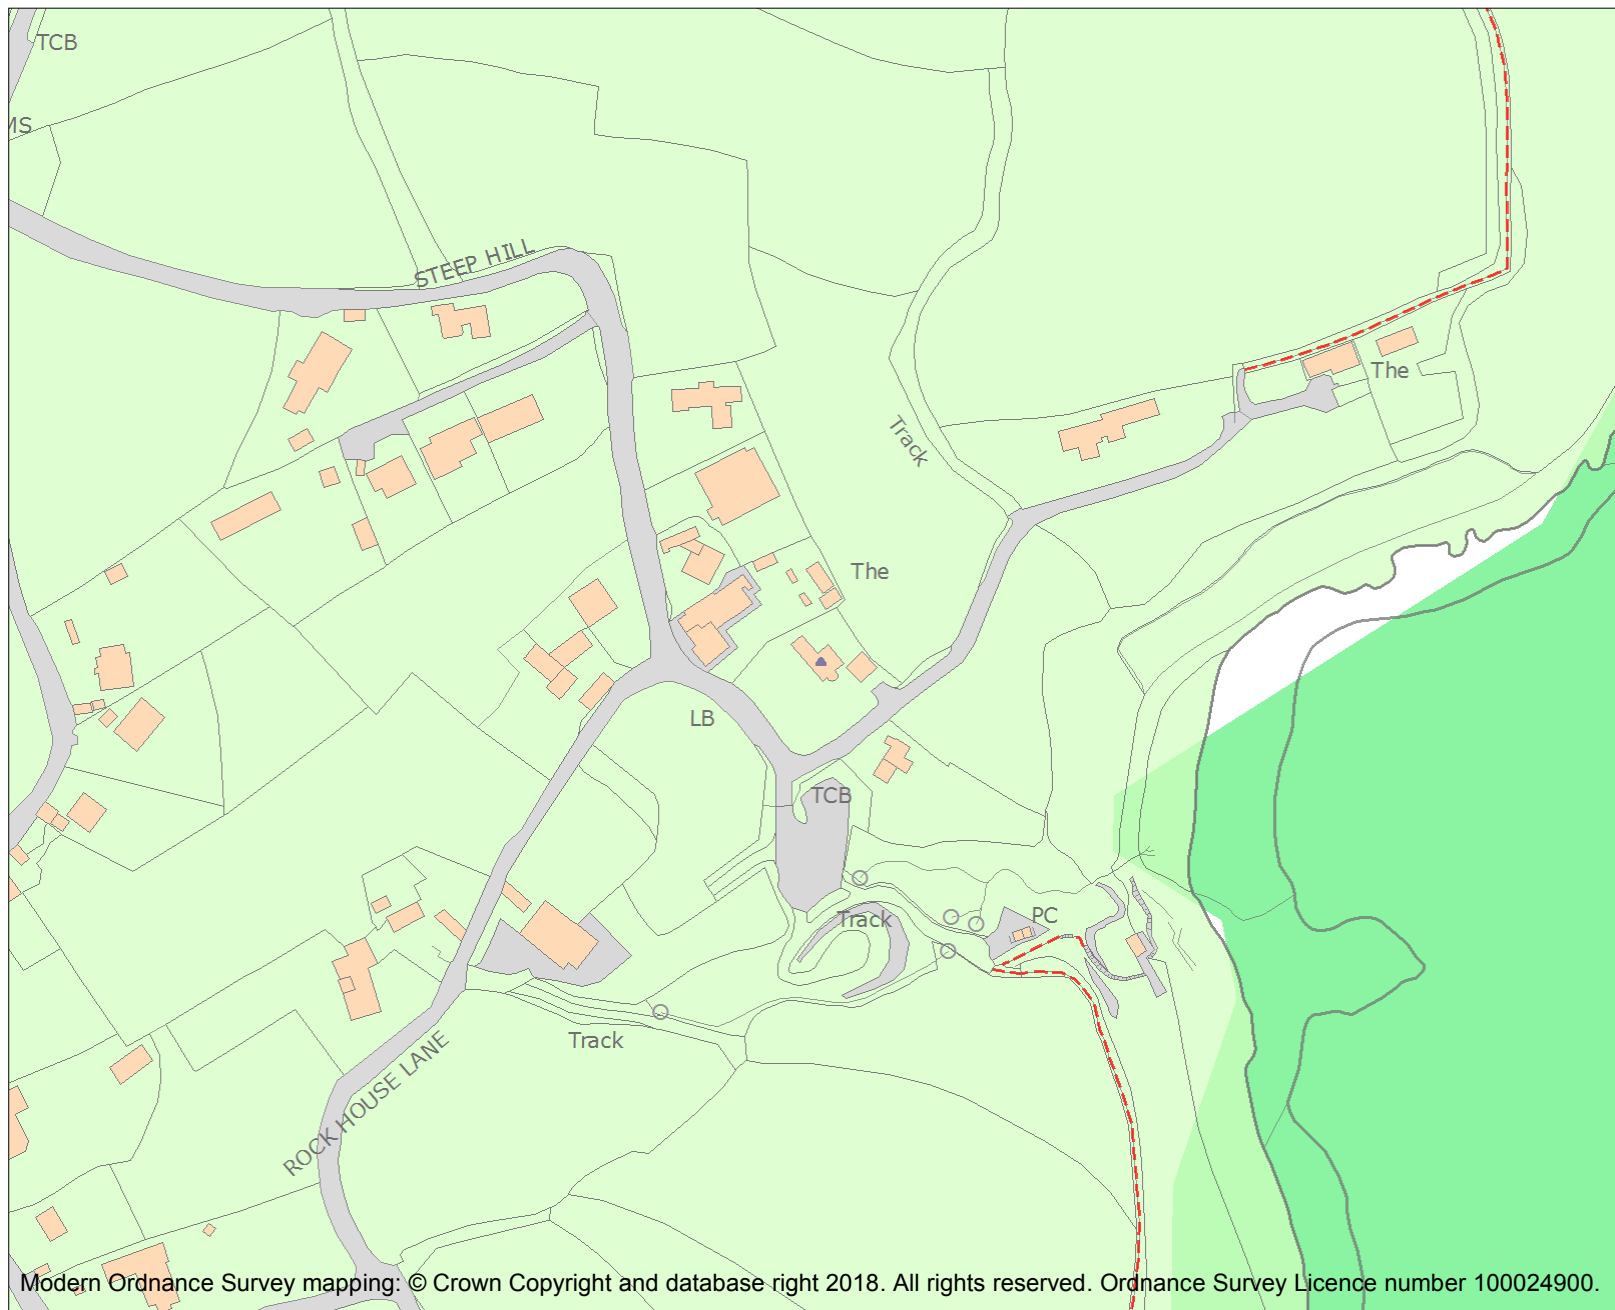 TCB
MS
STEEP HILL
The
Track
The
LB
TCB
PC
Track
Track
ROCK HOUSE LANE
Modern Ordnance Survey mapping: © Crown Copyright and database right 2018. All rights reserved. Ordnance Survey Licence number 100024900.